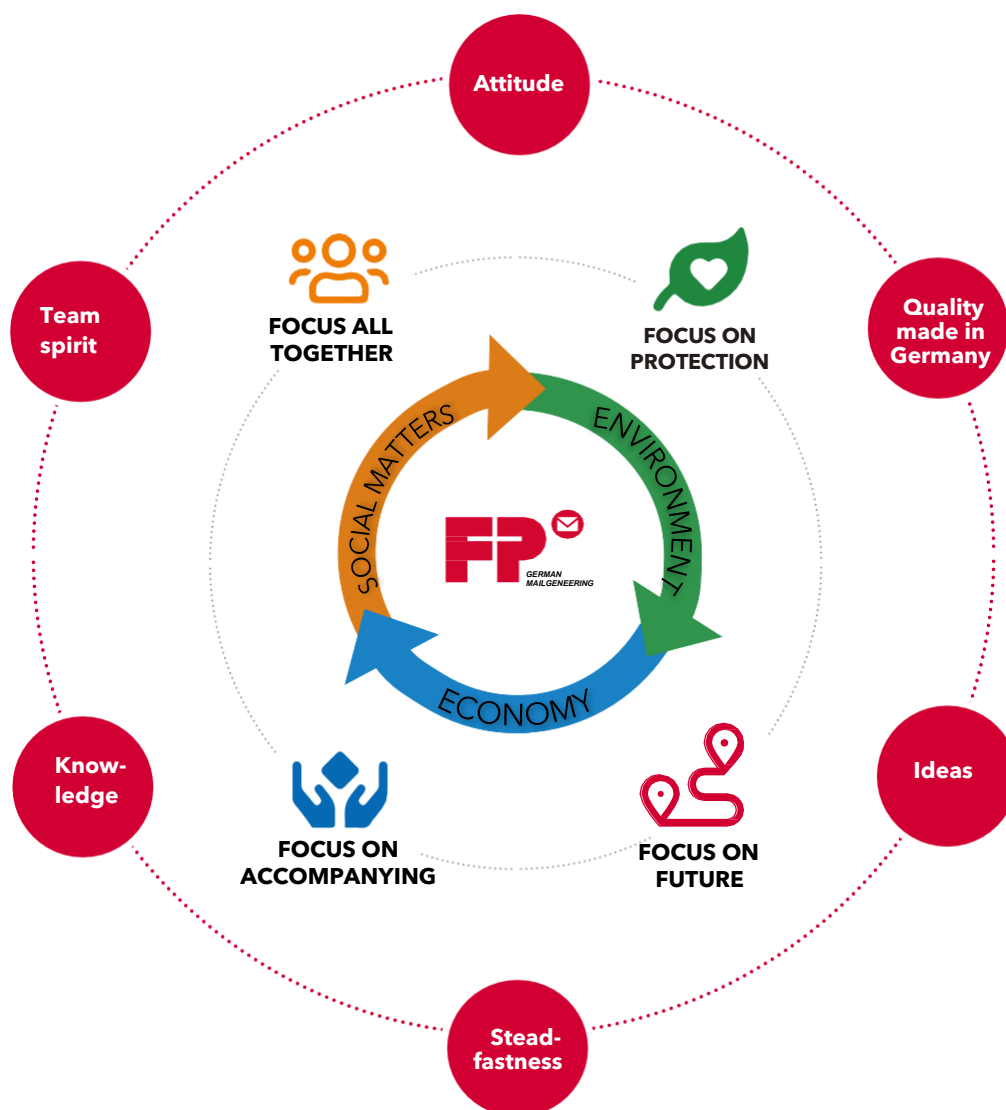 Attitude
Team
spirit
Quality
made in
Germany
FOCUS ALL
TOGETHER
FOCUS ON
PROTECTION
SOCIAL MATTERS
ENVIRONMENT
FP
GERMAN
MAILGENEERING
ECONOMY
Know-
ledge
Ideas
FOCUS ON
ACCOMPANYING
FOCUS ON
FUTURE
Stead-
fastness